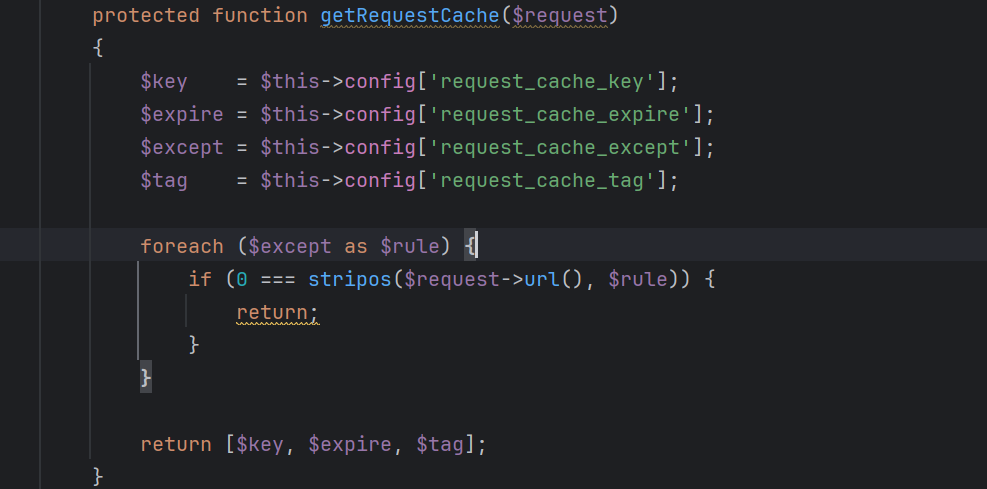 protected function getRequestCache($request)
{
    $key    = $this->config['request_cache_key'];
    $expire = $this->config['request_cache_expire'];
    $except = $this->config['request_cache_except'];
    $tag    = $this->config['request_cache_tag'];

    foreach ($except as $rule) {
        if (0 === stripos($request->url(), $rule)) {
            return;
        }
    }

    return [$key, $expire, $tag];
}